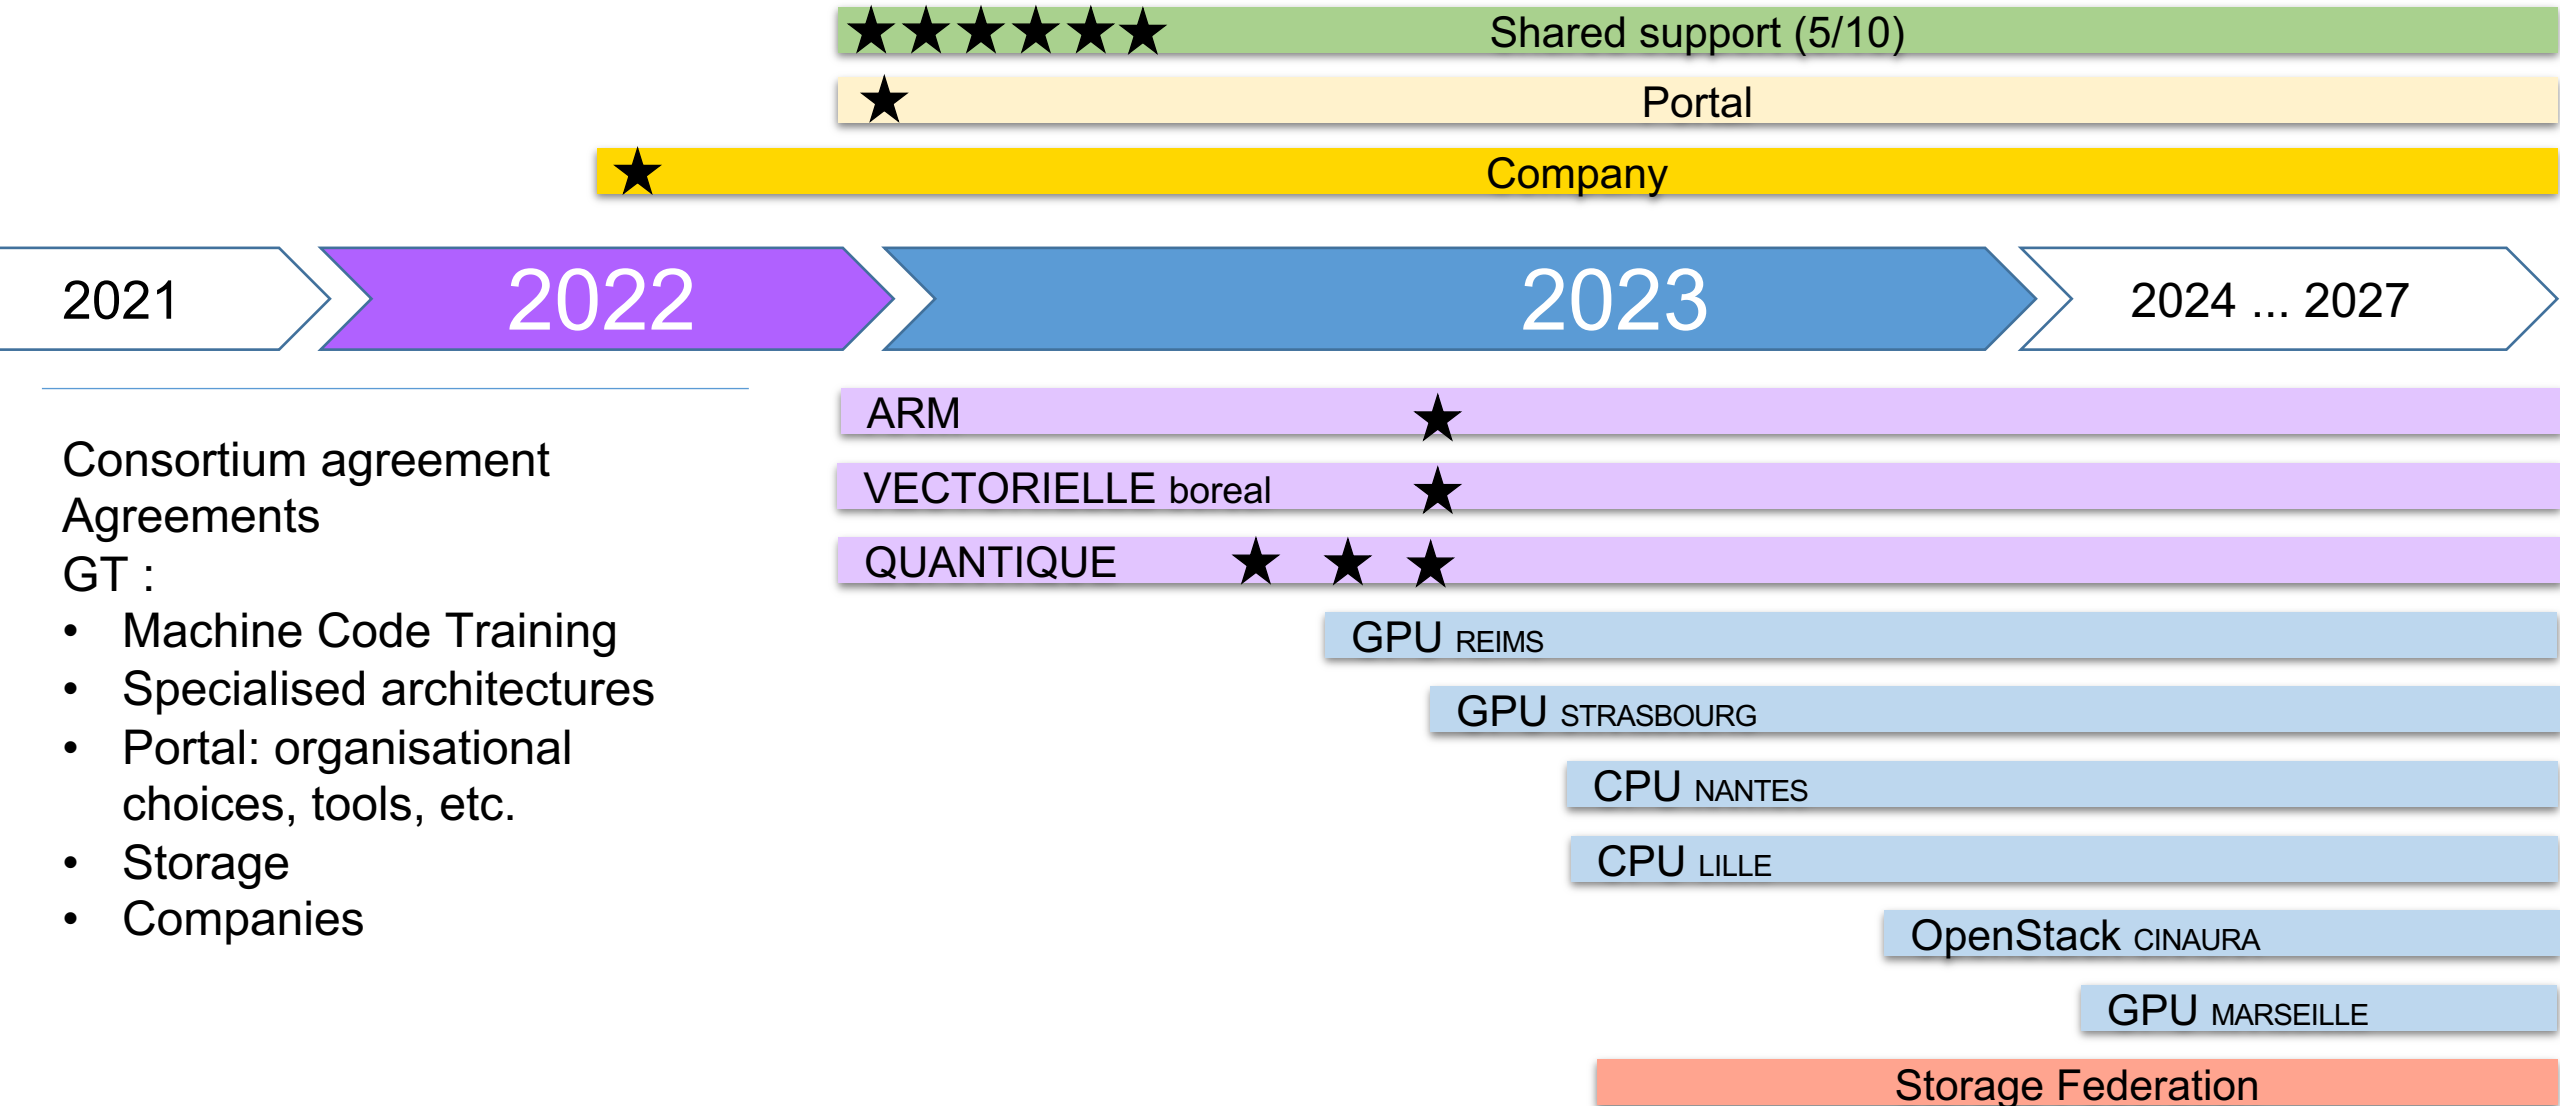 Shared support (5/10)
Portal
Company
2021
2022
2023
2024 ... 2027
Consortium agreement
Agreements
GT :
• Machine Code Training
• Specialised architectures
• Portal: organisational
choices, tools, etc.
• Storage
• Companies
ARM
VECTORIELLE boreal
QUANTIQUE
GPU REIMS
GPU STRASBOURG
CPU NANTES
CPU LILLE
OpenStack CINAURA
GPU MARSEILLE
Storage Federation